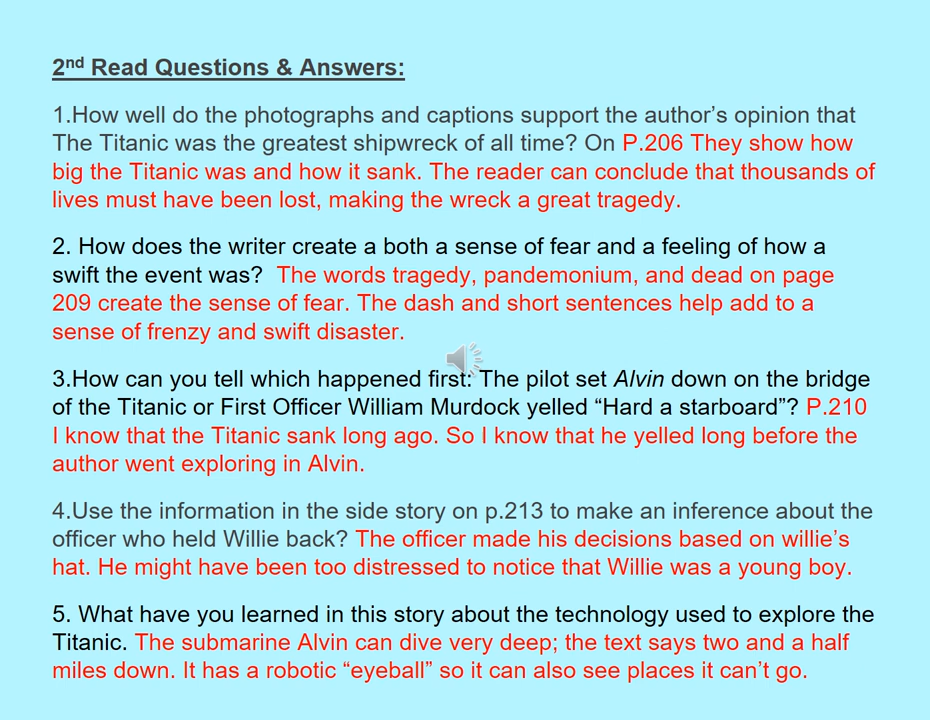 2nd Read Questions & Answers:
1.How well do the photographs and captions support the author's opinion that
The Titanic was the greatest shipwreck of all time? On P.206 They show how
big the Titanic was and how it sank. The reader can conclude that thousands of
lives must have been lost, making the wreck a great tragedy.
2. How does the writer create a both a sense of fear and a feeling of how a
swift the event was?  The words tragedy, pandemonium, and dead on page
209 create the sense of fear. The dash and short sentences help add to a
sense of frenzy and swift disaster.
3.How can you tell which happened first: The pilot set Alvin down on the bridge
of the Titanic or First Officer William Murdock yelled “Hard a starboard”? P.210
I know that the Titanic sank long ago. So I know that he yelled long before the
author went exploring in Alvin.
4.Use the information in the side story on p.213 to make an inference about the
officer who held Willie back? The officer made his decisions based on willie’s
hat. He might have been too distressed to notice that Willie was a young boy.
5. What have you learned in this story about the technology used to explore the
Titanic. The submarine Alvin can dive very deep; the text says two and a half
miles down. It has a robotic “eyeball” so it can also see places it can’t go.